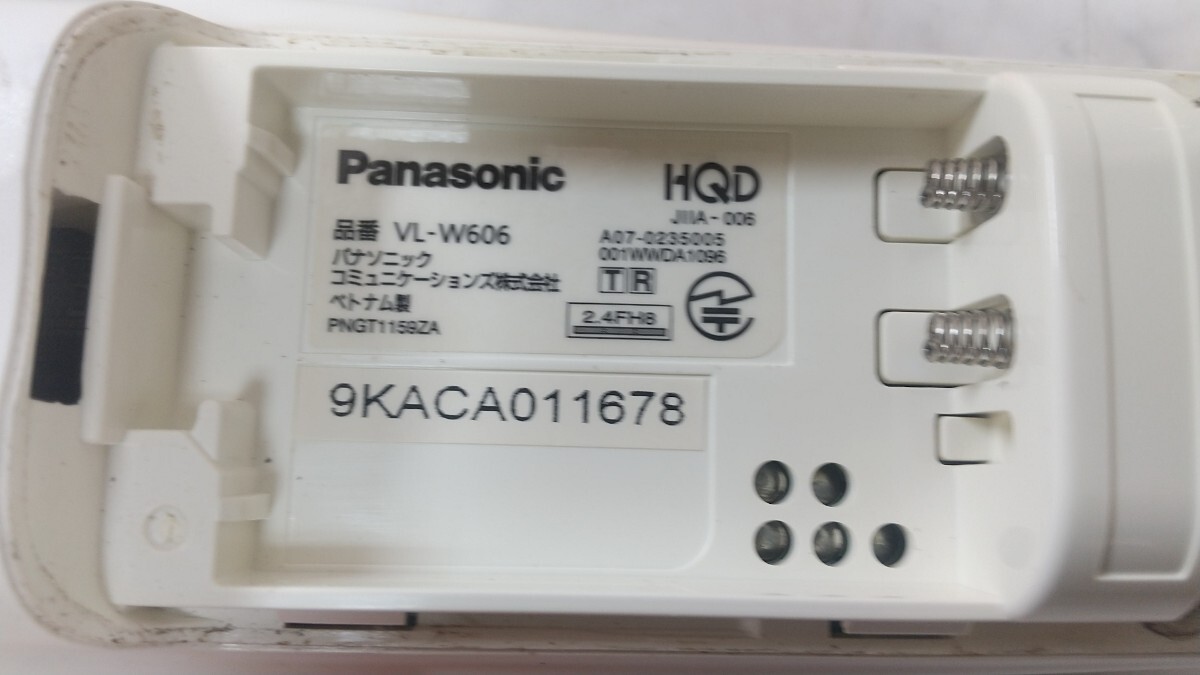 Panasonic
品番 VL-W606
パナソニック
コミュニケーションズ株式会社
ベトナム製
PNGT1159ZA
HQD
JIIA-006
A07-0235005
001WWDA1096
TR
2.4FH8
9KACA011678